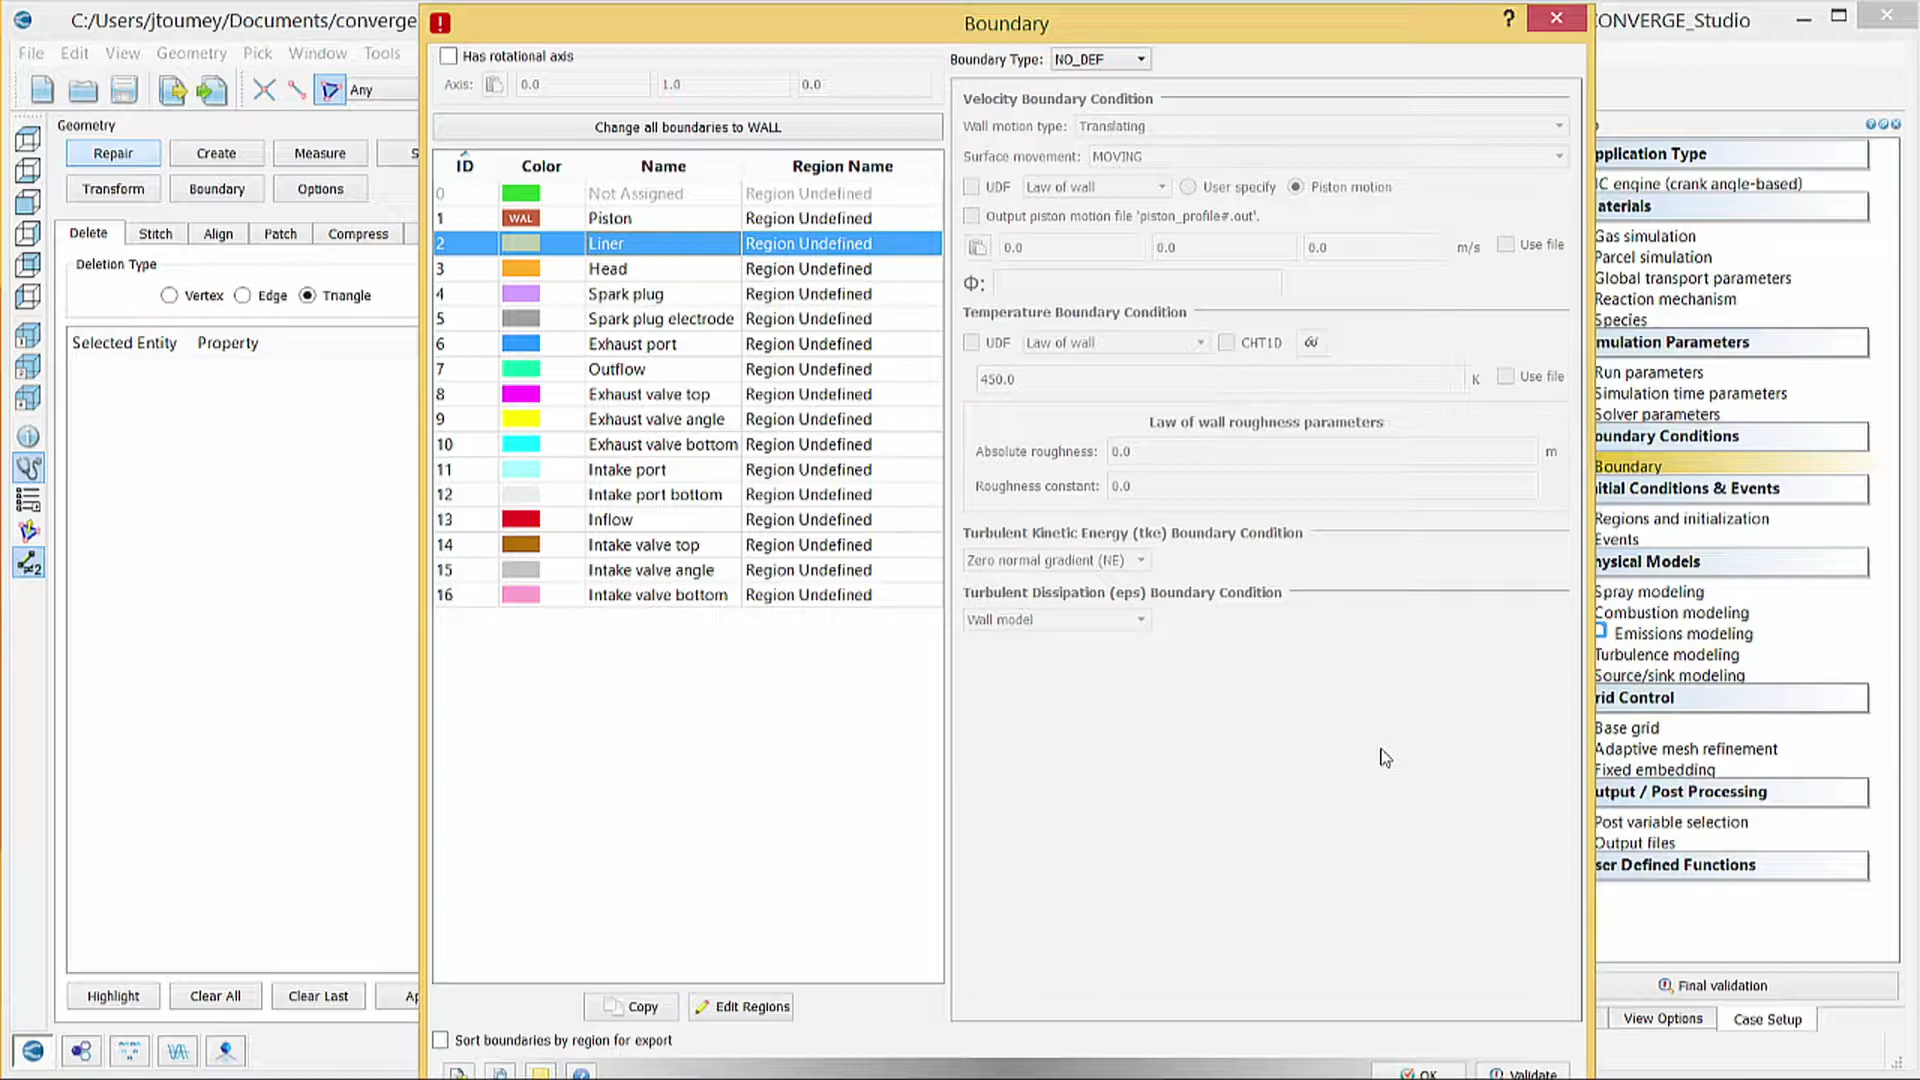 C:/Users/jtoumey/Documents/converge
Boundary
?
CONVERGE_Studio
File Edit View Geometry Pick Window Tools
Any
Geometry
Repair Create Measure S
Transform Boundary Options
Delete Stitch Align Patch Compress
Deletion Type
Vertex Edge Triangle
Selected Entity Property
Highlight Clear All Clear Last Ap
Has rotational axis
Axis: 0.0 1.0 0.0
Change all boundaries to WALL
ID Color Name Region Name
0 Not Assigned Region Undefined
1 WAL Piston Region Undefined
2 Liner Region Undefined
3 Head Region Undefined
4 Spark plug Region Undefined
5 Spark plug electrode Region Undefined
6 Exhaust port Region Undefined
7 Outflow Region Undefined
8 Exhaust valve top Region Undefined
9 Exhaust valve angle Region Undefined
10 Exhaust valve bottom Region Undefined
11 Intake port Region Undefined
12 Intake port bottom Region Undefined
13 Inflow Region Undefined
14 Intake valve top Region Undefined
15 Intake valve angle Region Undefined
16 Intake valve bottom Region Undefined
Copy Edit Regions
Sort boundaries by region for export
Boundary Type: NO_DEF
Velocity Boundary Condition
Wall motion type: Translating
Surface movement: MOVING
UDF Law of wall User specify Piston motion
Output piston motion file 'piston_profile#.out'.
0.0 0.0 0.0 m/s Use file
Φ:
Temperature Boundary Condition
UDF Law of wall CHT1D
450.0 K Use file
Law of wall roughness parameters
Absolute roughness: 0.0 m
Roughness constant: 0.0
Turbulent Kinetic Energy (tke) Boundary Condition
Zero normal gradient (NE)
Turbulent Dissipation (eps) Boundary Condition
Wall model
OK Validate
pplication Type
IC engine (crank angle-based)
aterials
Gas simulation
Parcel simulation
Global transport parameters
Reaction mechanism
Species
mulation Parameters
Run parameters
Simulation time parameters
Solver parameters
oundary Conditions
Boundary
itial Conditions & Events
Regions and initialization
Events
hysical Models
Spray modeling
Combustion modeling
Emissions modeling
Turbulence modeling
Source/sink modeling
rid Control
Base grid
Adaptive mesh refinement
Fixed embedding
utput / Post Processing
Post variable selection
Output files
ser Defined Functions
Final validation
View Options Case Setup